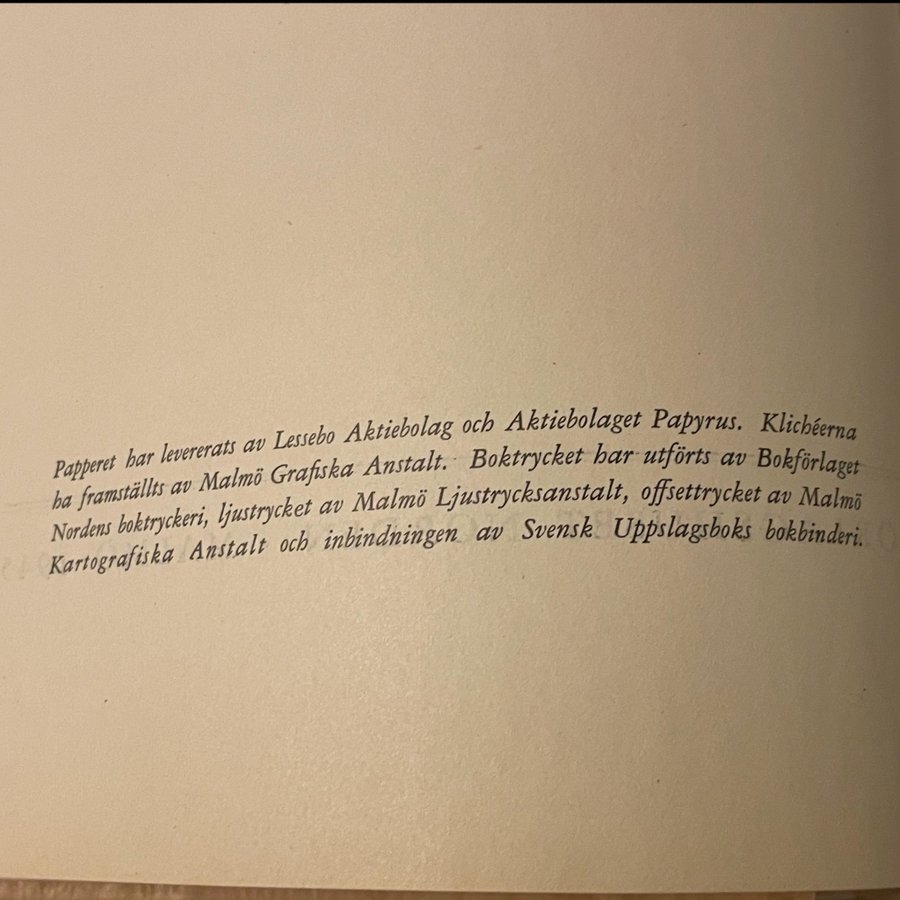 Papperet har levererats av Lessebo Aktiebolag och Aktiebolaget Papyrus. Klichéerna
ha framställts av Malmö Grafiska Anstalt. Boktrycket har utförts av Bokförlaget
Nordens boktryckeri, ljustrycket av Malmö Ljustrycksanstalt, offsettrycket av Malmö
Kartografiska Anstalt och inbindningen av Svensk Uppslagsboks bokbinderi.